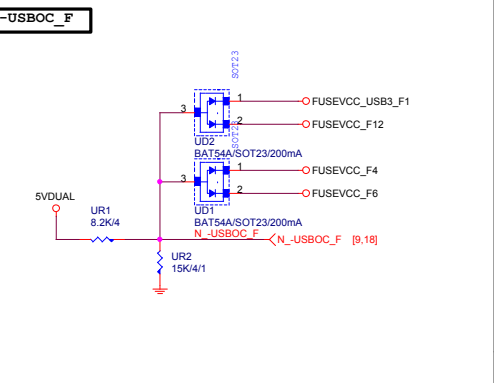 -USBOC_F
SOT23
3
1
FUSEVCC_USB3_F1
2
FUSEVCC_F12
UD2
BAT54A/SOT23/200mA
SOT23
3
1
FUSEVCC_F4
2
FUSEVCC_F6
UD1
BAT54A/SOT23/200mA
5VDUAL
UR1
8.2K/4
N_-USBOC_F
N_-USBOC_F [9,18]
UR2
15K/4/1